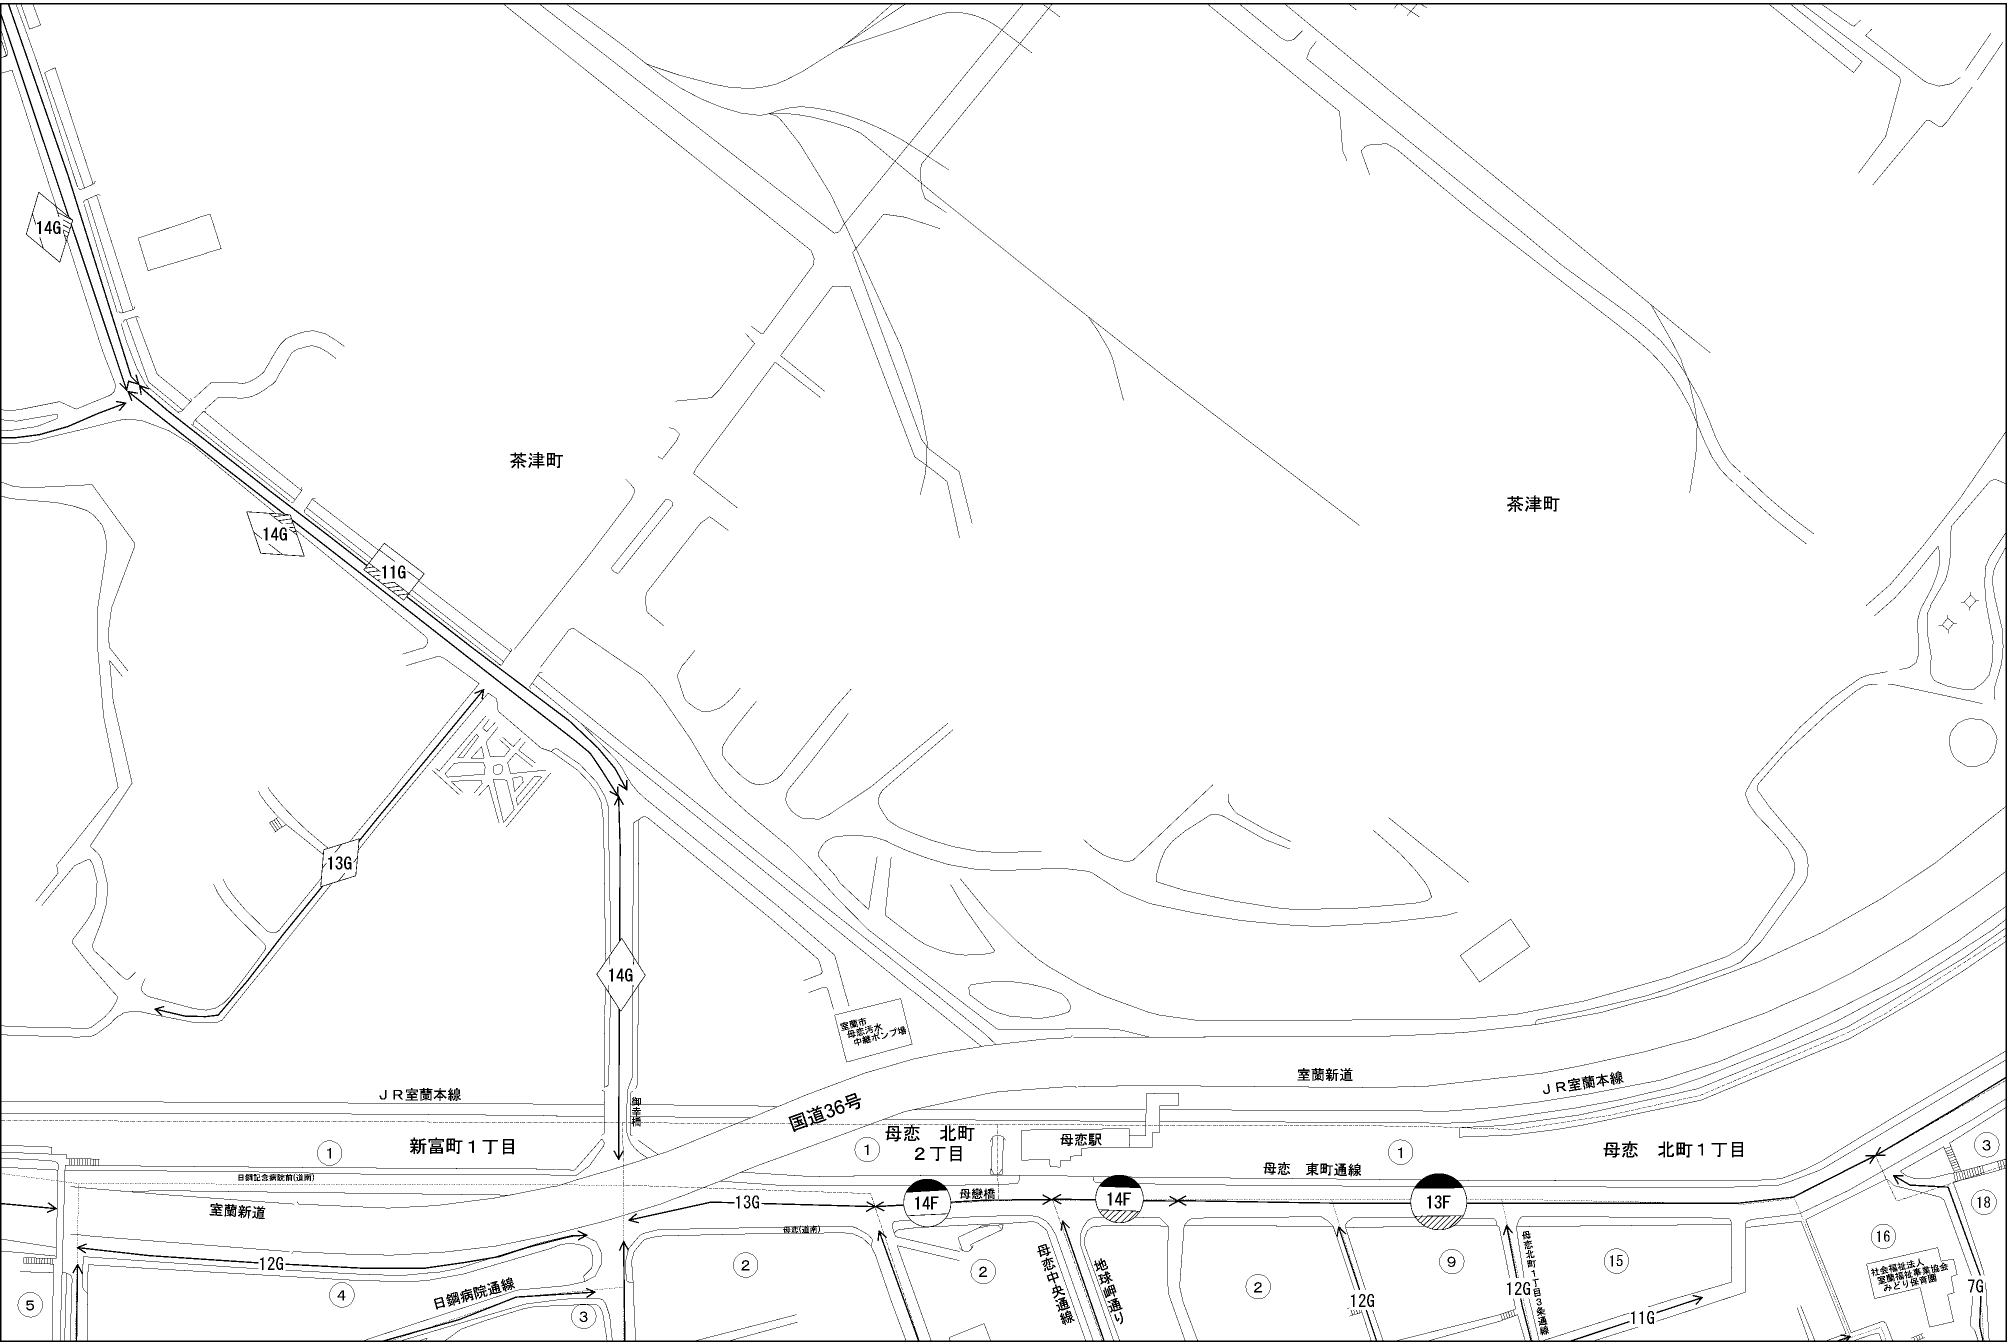 14G
茶津町
茶津町
14G
11G
13G
14G
室蘭市
母恋汚水
中継ポンプ場
ＪR室蘭本線
御幸橋
国道36号
室蘭新道
ＪR室蘭本線
新富町１丁目
1
母恋　北町
２丁目
1
母恋駅
1
母恋　北町１丁目
3
日鋼記念病院前(道南)
母恋　東町通線
室蘭新道
13G
14F
母戀橋
14F
13F
18
母恋(道南)
12G
2
2
母恋中央通線
地球岬通り
2
9
母恋北町１丁目３条通線
15
16
社会福祉法人
室蘭福祉事業協会
みどり保育園
5
4
日鋼病院通線
3
12G
12G
11G
7G